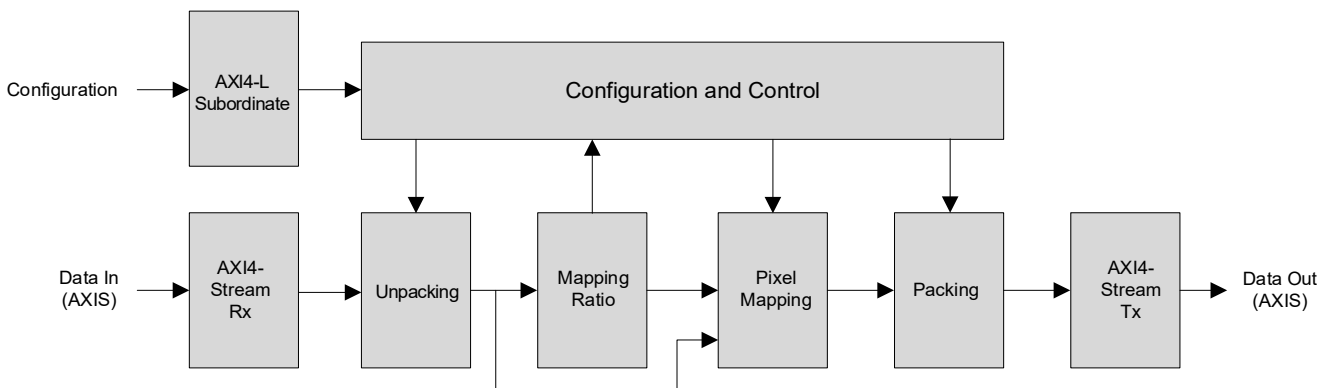 Configuration
AXI4-L
Subordinate
Configuration and Control
Data In
(AXIS)
AXI4-
Stream
Rx
Unpacking
Mapping
Ratio
Pixel
Mapping
Packing
AXI4-
Stream
Tx
Data Out
(AXIS)